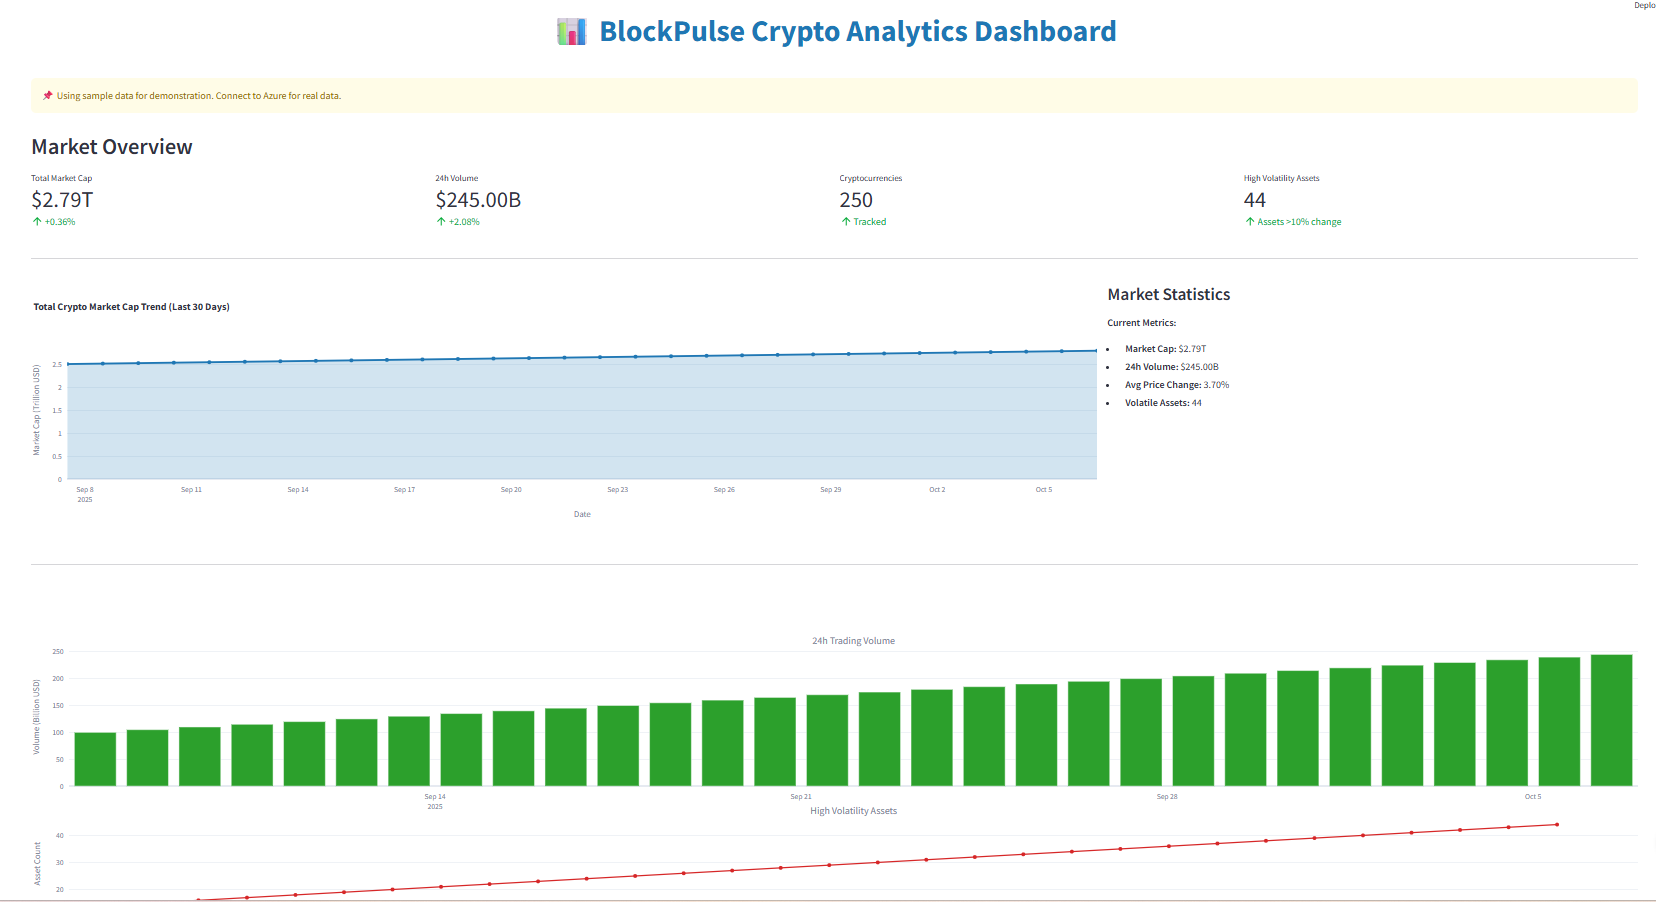 Deplo
📊 BlockPulse Crypto Analytics Dashboard
📌 Using sample data for demonstration. Connect to Azure for real data.
Market Overview
Total Market Cap
$2.79T
↑ +0.36%
24h Volume
$245.00B
↑ +2.08%
Cryptocurrencies
250
↑ Tracked
High Volatility Assets
44
↑ Assets >10% change
Total Crypto Market Cap Trend (Last 30 Days)
Market Cap (Trillion USD)
2.5
2
1.5
1
0.5
0
Sep 8 Sep 11 Sep 14 Sep 17 Sep 20 Sep 23 Sep 26 Sep 29 Oct 2 Oct 5
2025
Date
Market Statistics
Current Metrics:
• Market Cap: $2.79T
• 24h Volume: $245.00B
• Avg Price Change: 3.70%
• Volatile Assets: 44
24h Trading Volume
Volume (Billion USD)
250
200
150
100
50
0
Sep 14 Sep 21 Sep 28 Oct 5
2025
High Volatility Assets
Asset Count
40
30
20